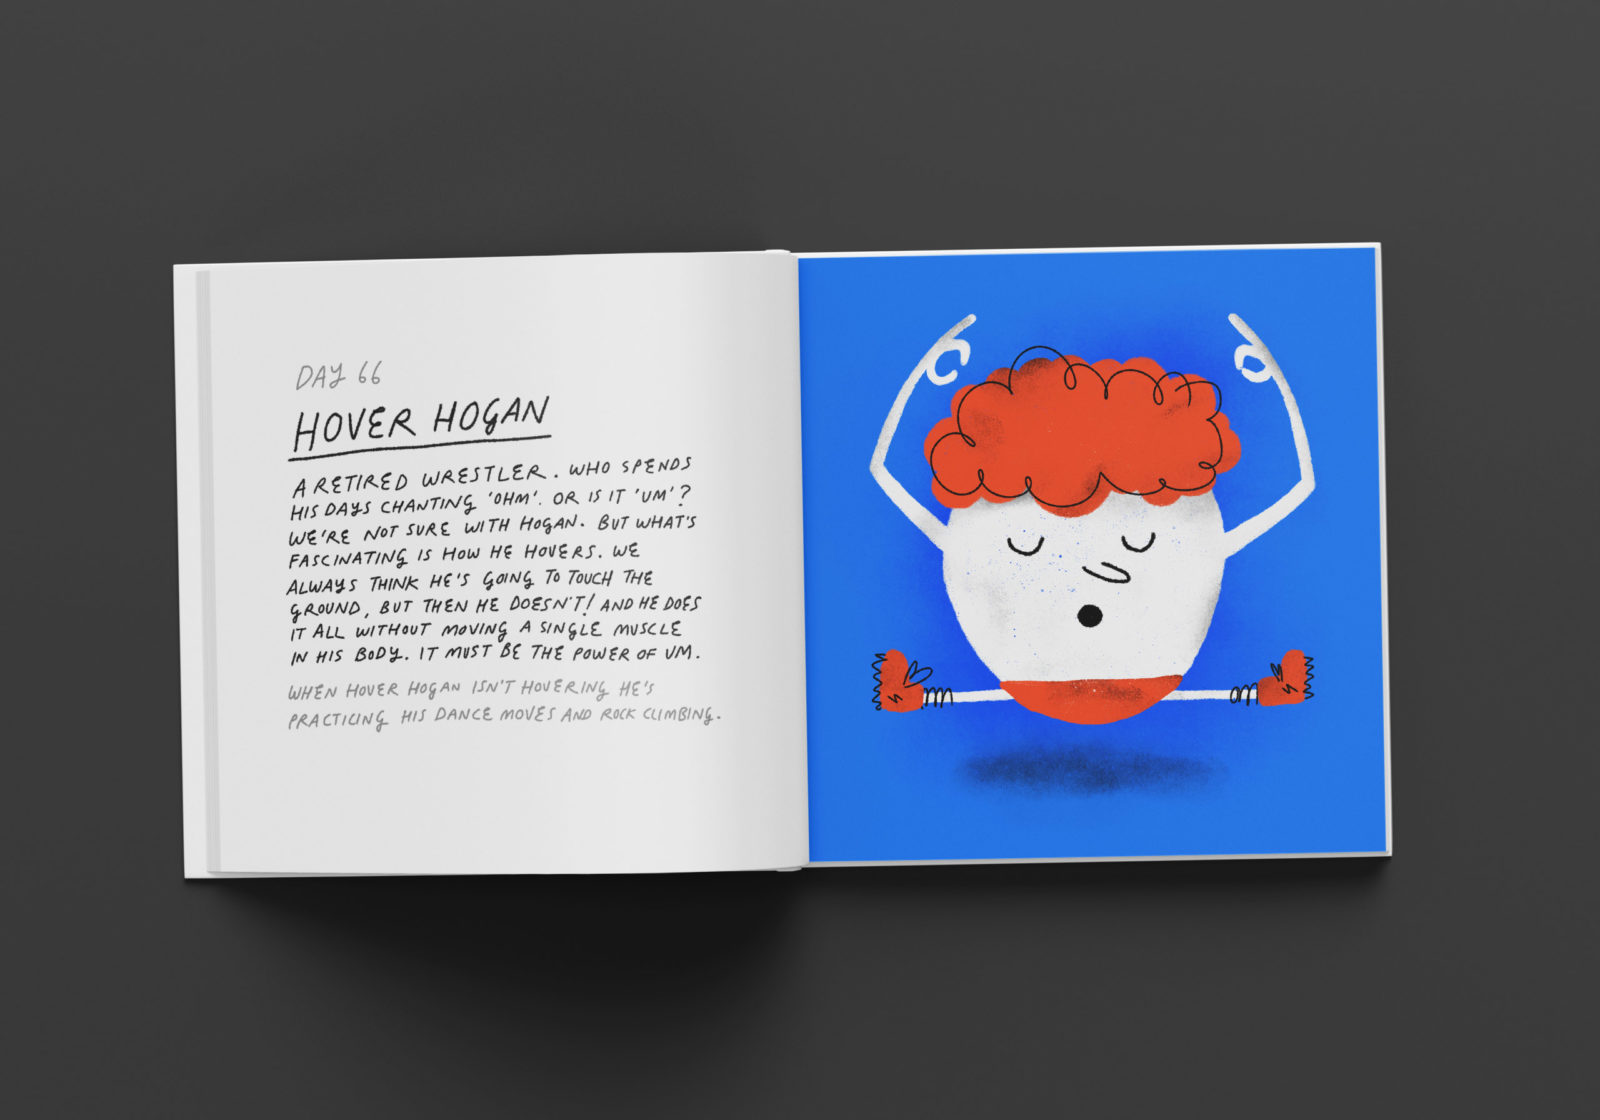 DAY 66
HOVER HOGAN
A RETIRED WRESTLER. WHO SPENDS
HIS DAYS CHANTING 'OHM'. OR IS IT 'UM'?
WE'RE NOT SURE WITH HOGAN. BUT WHAT'S
FASCINATING IS HOW HE HOVERS. WE
ALWAYS THINK HE'S GOING TO TOUCH THE
GROUND, BUT THEN HE DOESN'T! AND HE DOES
IT ALL WITHOUT MOVING A SINGLE MUSCLE
IN HIS BODY. IT MUST BE THE POWER OF UM.
WHEN HOVER HOGAN ISN'T HOVERING HE'S
PRACTICING HIS DANCE MOVES AND ROCK CLIMBING.